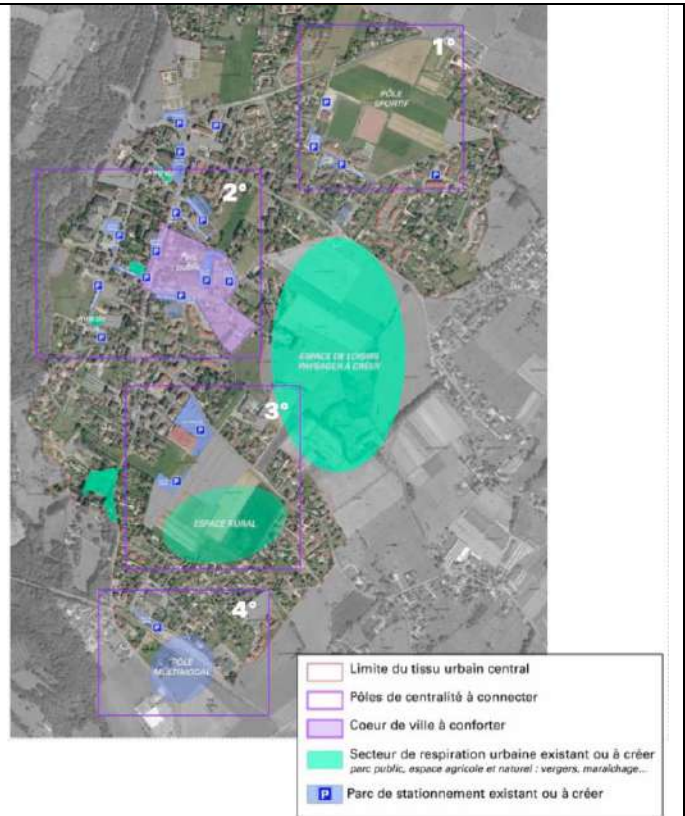 1°
PÔLE
SPORTIF
2°
ESPACE DE LOISIRS
PAYSAGER À CRÉER
3°
ESPACE RURAL
4°
PÔLE
MULTIMODAL
Limite du tissu urbain central
Pôles de centralité à connecter
Coeur de ville à conforter
Secteur de respiration urbaine existant ou à créer
parc public, espace agricole et naturel : vergers, maraîchage...
P Parc de stationnement existant ou à créer